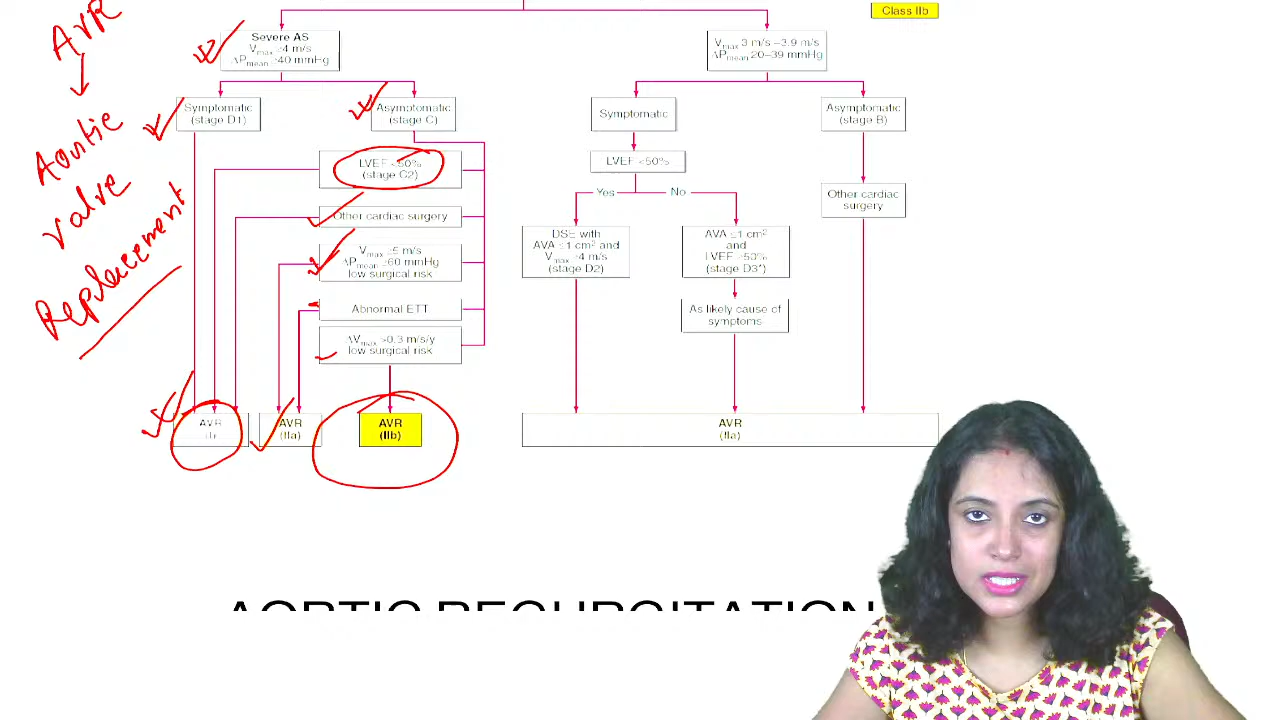 AVR
Aoutic
valve
Replacement
Class IIb
Severe AS
Vmax ≥4 m/s
ΔPmean ≥40 mmHg
Vmax 3 m/s –3.9 m/s
ΔPmean 20–39 mmHg
Symptomatic
(stage D1)
Asymptomatic
(stage C)
Symptomatic
Asymptomatic
(stage B)
LVEF <50%
(stage C2)
Other cardiac surgery
Vmax ≥5 m/s
ΔPmean ≥60 mmHg
low surgical risk
Abnormal ETT
ΔVmax >0.3 m/s/y
low surgical risk
LVEF <50%
Yes
No
Other cardiac
surgery
DSE with
AVA ≤1 cm² and
Vmax ≥4 m/s
(stage D2)
AVA ≤1 cm²
and
LVEF ≥50%
(stage D3*)
As likely cause of
symptoms
AVR
(I)
AVR
(IIa)
AVR
(IIb)
AVR
(IIa)
AORTIC REGURGITATION